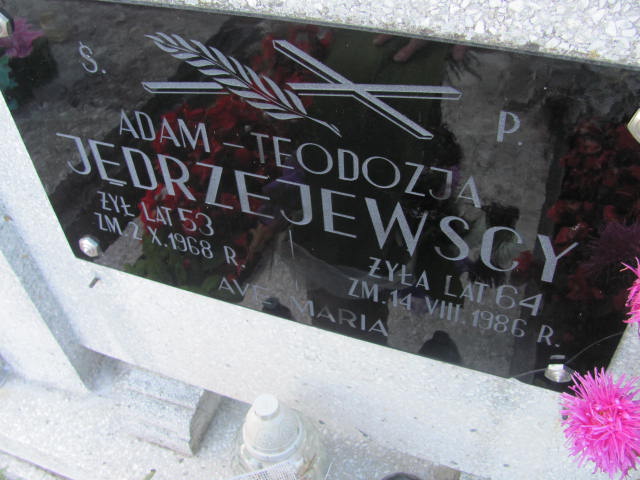 Ś. P.
ADAM – TEODOZJA
JĘDRZEJEWSCY
ŻYŁ LAT 53
ZM. 2 X. 1968 R.
ŻYŁA LAT 64
ZM. 14 VIII. 1986 R.
AVE MARIA